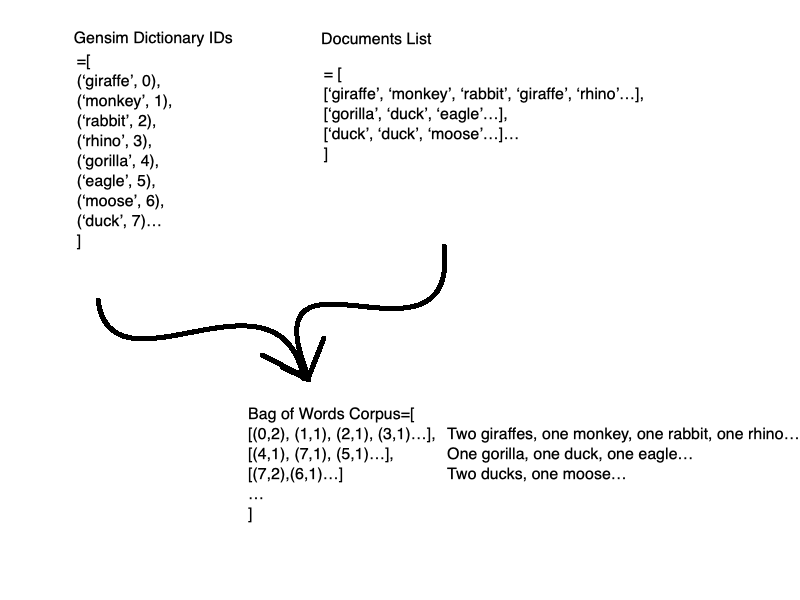 Gensim Dictionary IDs
=[
(‘giraffe’, 0),
(‘monkey’, 1),
(‘rabbit’, 2),
(‘rhino’, 3),
(‘gorilla’, 4),
(‘eagle’, 5),
(‘moose’, 6),
(‘duck’, 7)…
]
Documents List
= [
[‘giraffe’, ‘monkey’, ‘rabbit’, ‘giraffe’, ‘rhino’…],
[‘gorilla’, ‘duck’, ‘eagle’…],
[‘duck’, ‘duck’, ‘moose’…]…
]
Bag of Words Corpus=[
[(0,2), (1,1), (2,1), (3,1)…], Two giraffes, one monkey, one rabbit, one rhino…
[(4,1), (7,1), (5,1)…], One gorilla, one duck, one eagle…
[(7,2),(6,1)…] Two ducks, one moose…
…
]